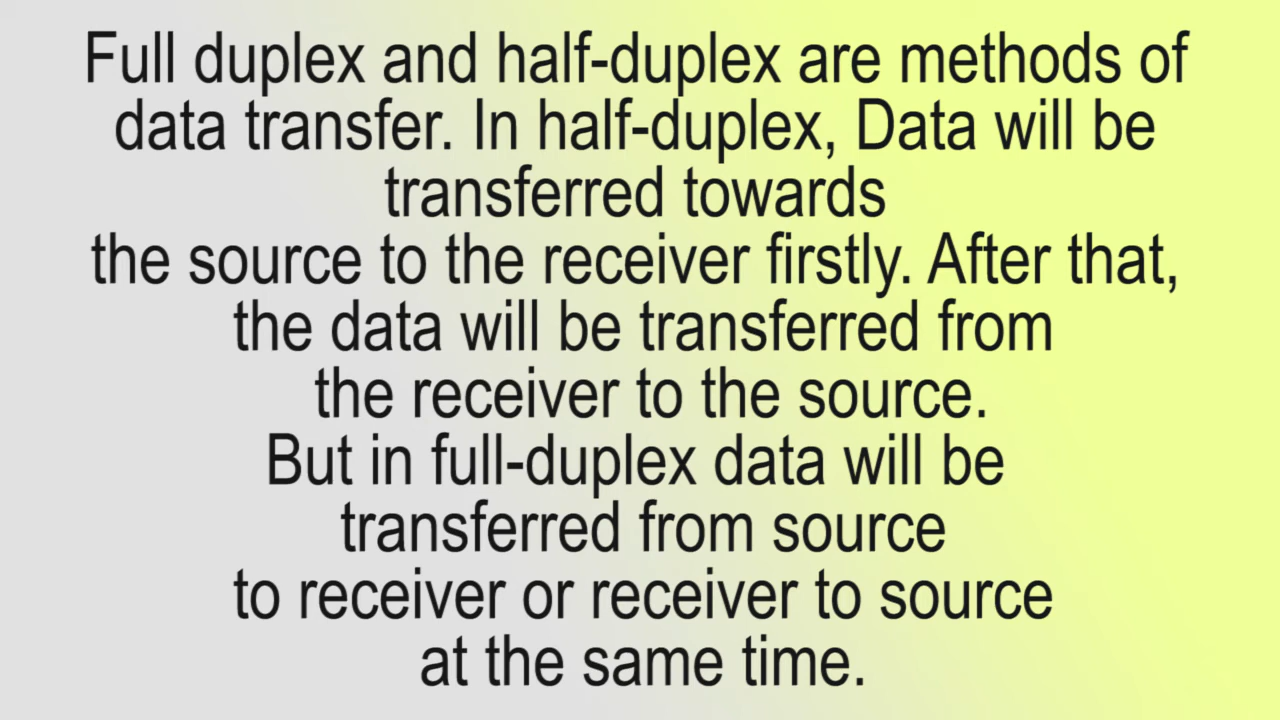 Full duplex and half-duplex are methods of
data transfer. In half-duplex, Data will be
transferred towards
the source to the receiver firstly. After that,
the data will be transferred from
the receiver to the source.
But in full-duplex data will be
transferred from source
to receiver or receiver to source
at the same time.